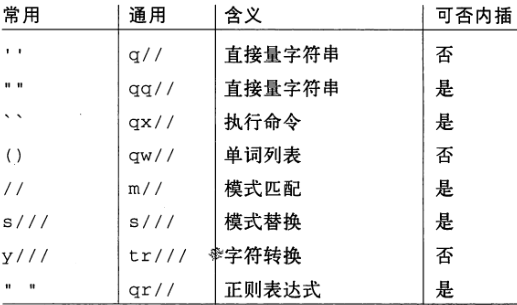 常用 通用 含义 可否内插
' ' q// 直接量字符串 否
" " qq// 直接量字符串 是
` ` qx// 执行命令 是
() qw// 单词列表 否
// m// 模式匹配 是
s/// s/// 模式替换 是
y/// tr/// 字符转换 否
" " qr// 正则表达式 是